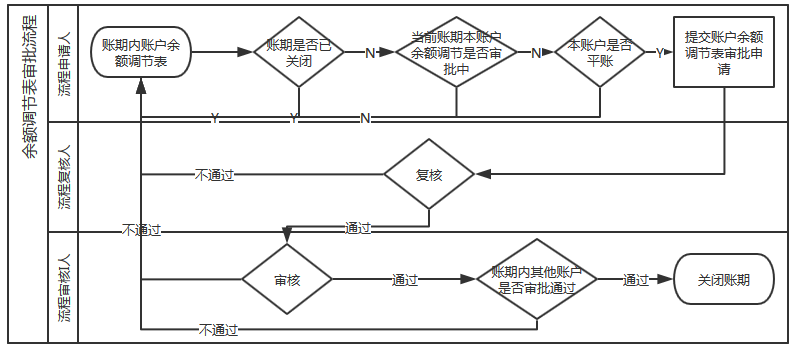 余额调节表审批流程
流程申请人
账期内账户余
额调节表
账期是否已
关闭
N
当前账期本账户
余额调节是否审
批中
N
本账户是否
平账
Y
提交账户余额
调节表审批申
请
Y
Y
N
流程复核人
不通过
复核
不通过
通过
流程审核I人
审核
通过
账期内其他账户
是否审批通过
通过
关闭账期
不通过